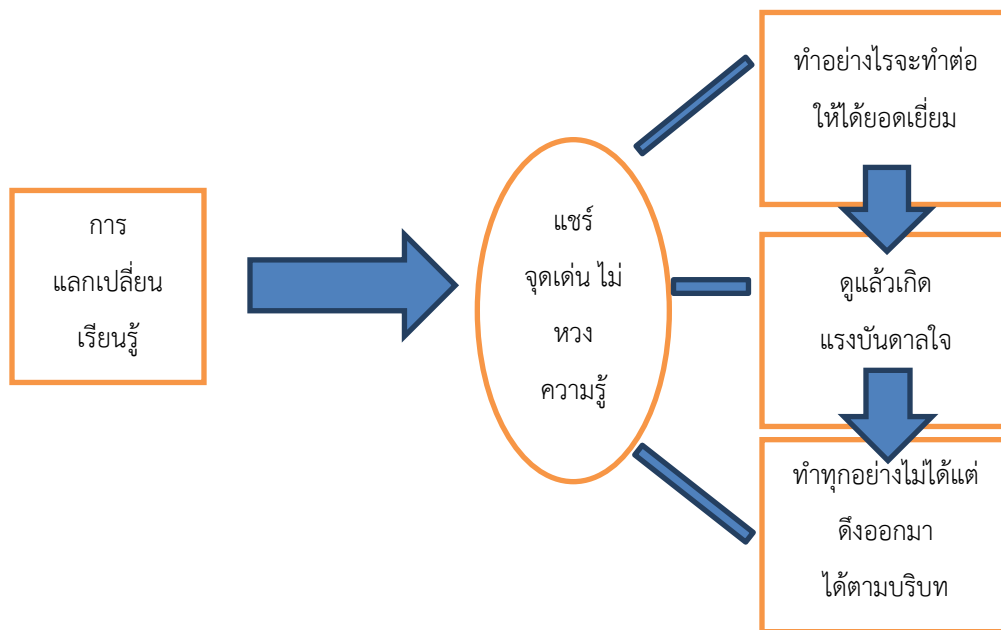 การ
แลกเปลี่ยน
เรียนรู้
แชร์
จุดเด่น ไม่
หวง
ความรู้
ทำอย่างไรจะทำต่อ
ให้ได้ยอดเยี่ยม
ดูแล้วเกิด
แรงบันดาลใจ
ทำทุกอย่างไม่ได้แต่
ดึงออกมา
ได้ตามบริบท